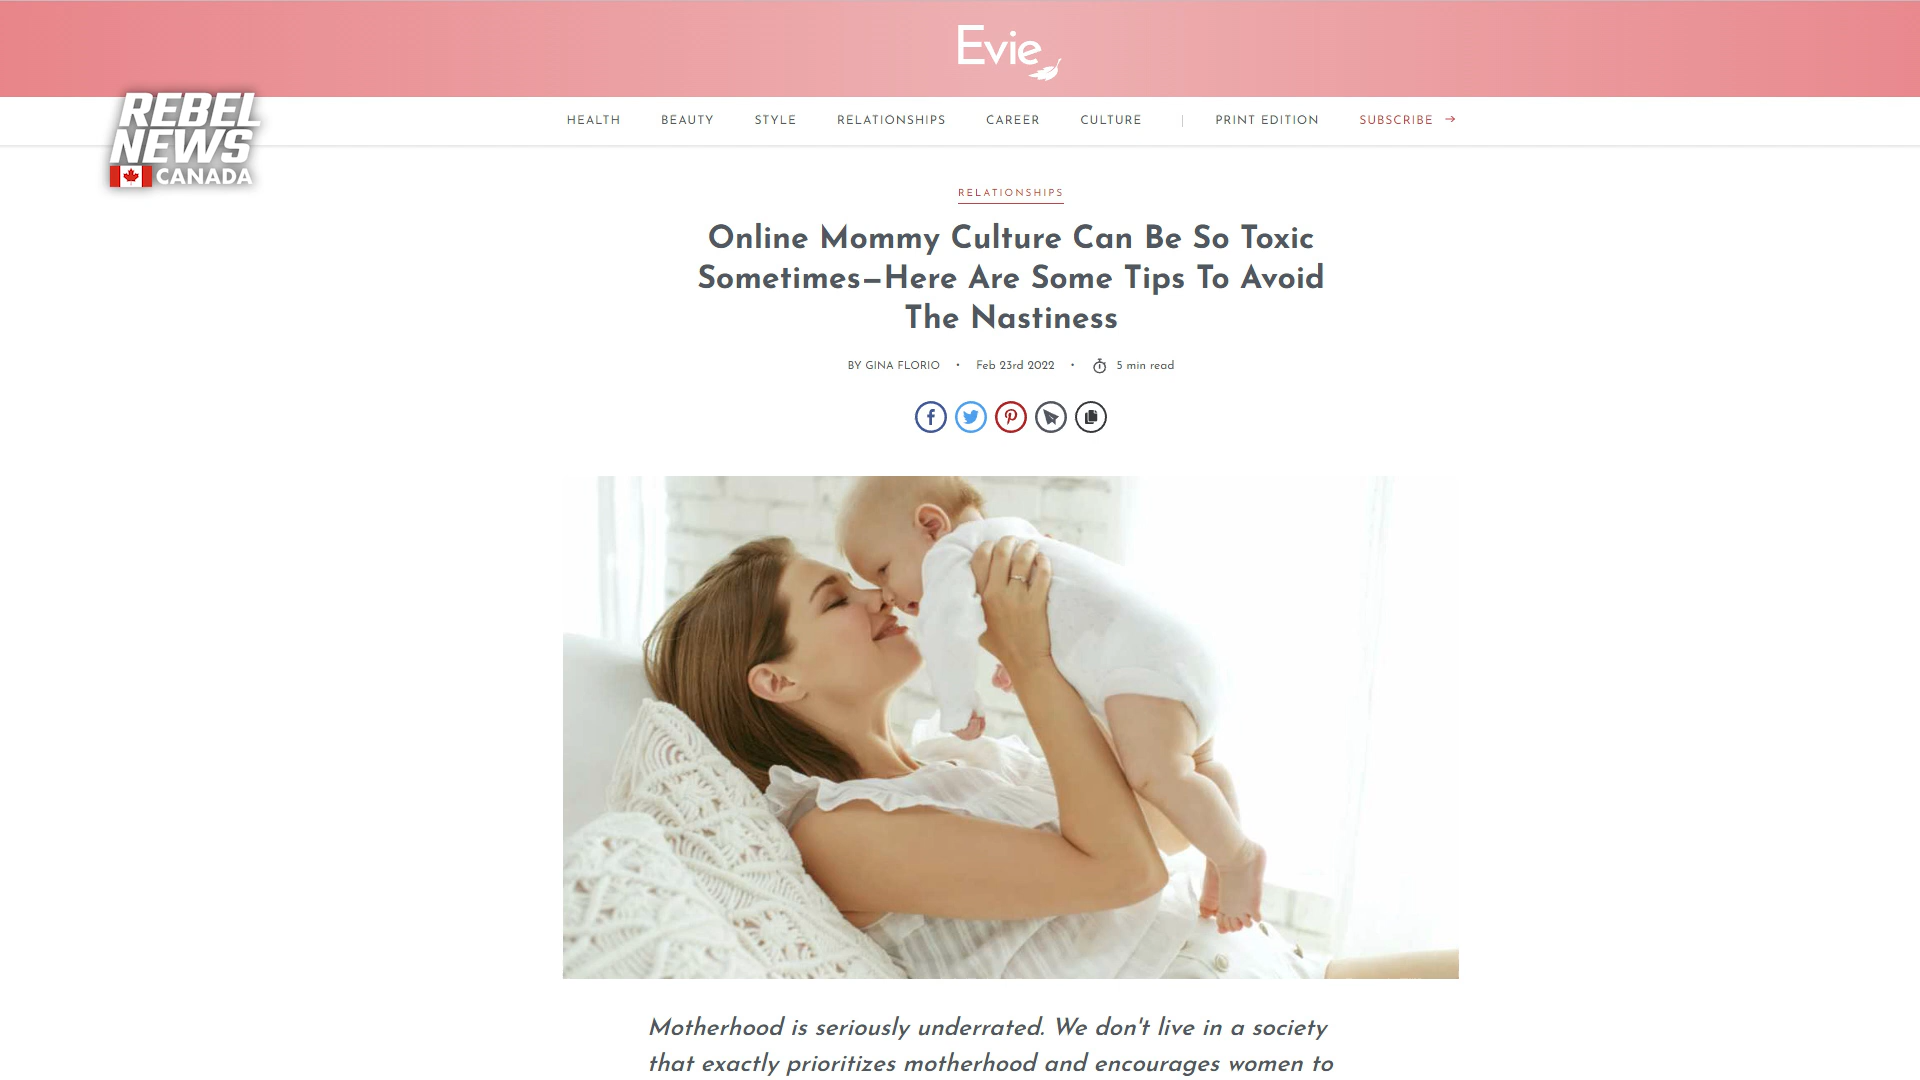 Evie
REBEL
NEWS
CANADA
HEALTH BEAUTY STYLE RELATIONSHIPS CAREER CULTURE | PRINT EDITION SUBSCRIBE →
RELATIONSHIPS
Online Mommy Culture Can Be So Toxic
Sometimes—Here Are Some Tips To Avoid
The Nastiness
BY GINA FLORIO • Feb 23rd 2022 • 5 min read
Motherhood is seriously underrated. We don't live in a society
that exactly prioritizes motherhood and encourages women to